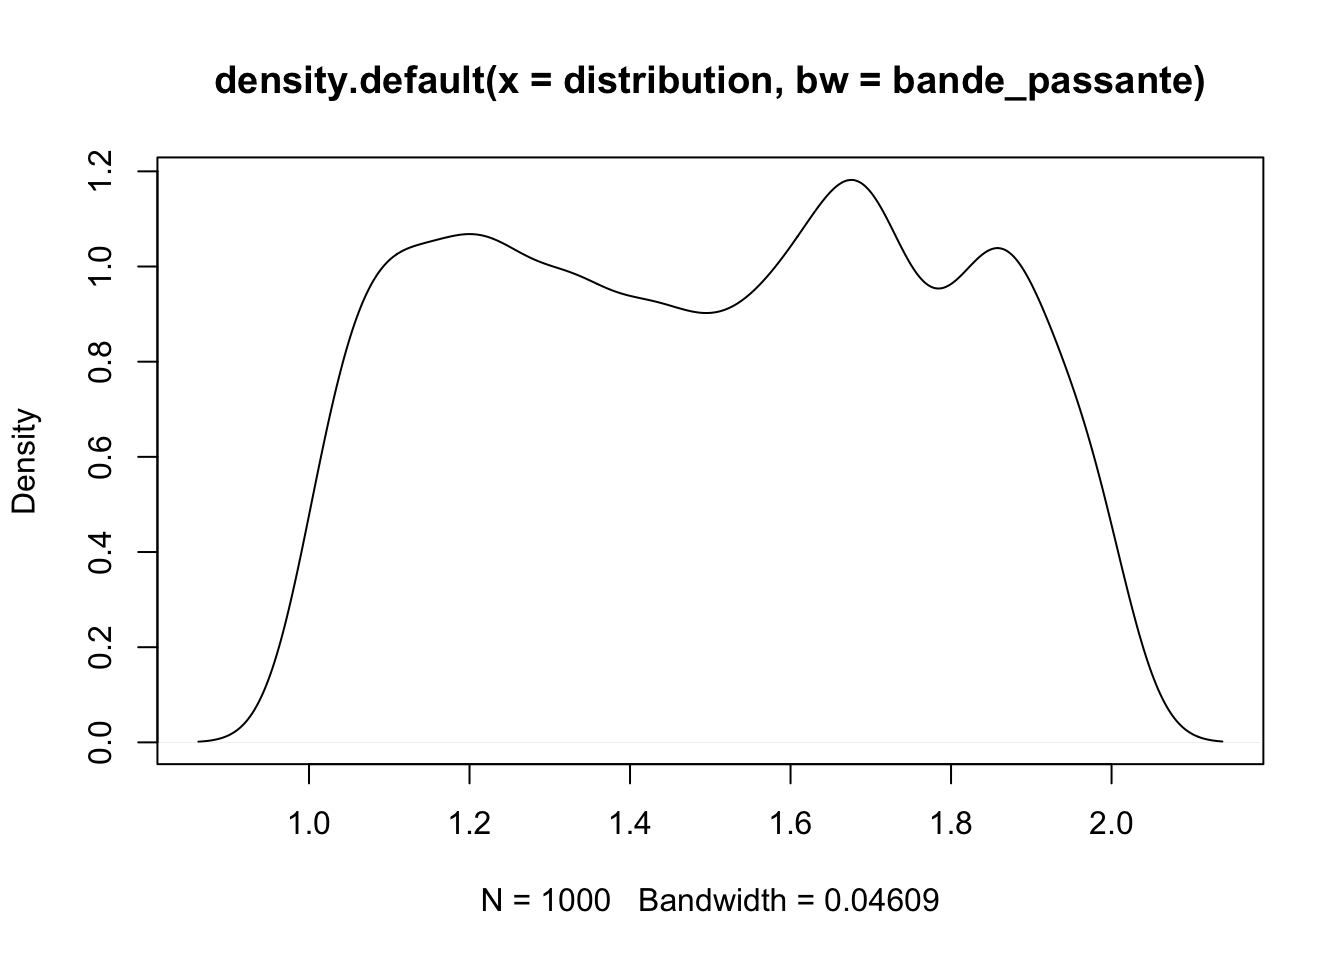 density.default(x = distribution, bw = bande_passante)
Density
1.2
1.0
0.8
0.6
0.4
0.2
0.0
1.0 1.2 1.4 1.6 1.8 2.0
N = 1000 Bandwidth = 0.04609